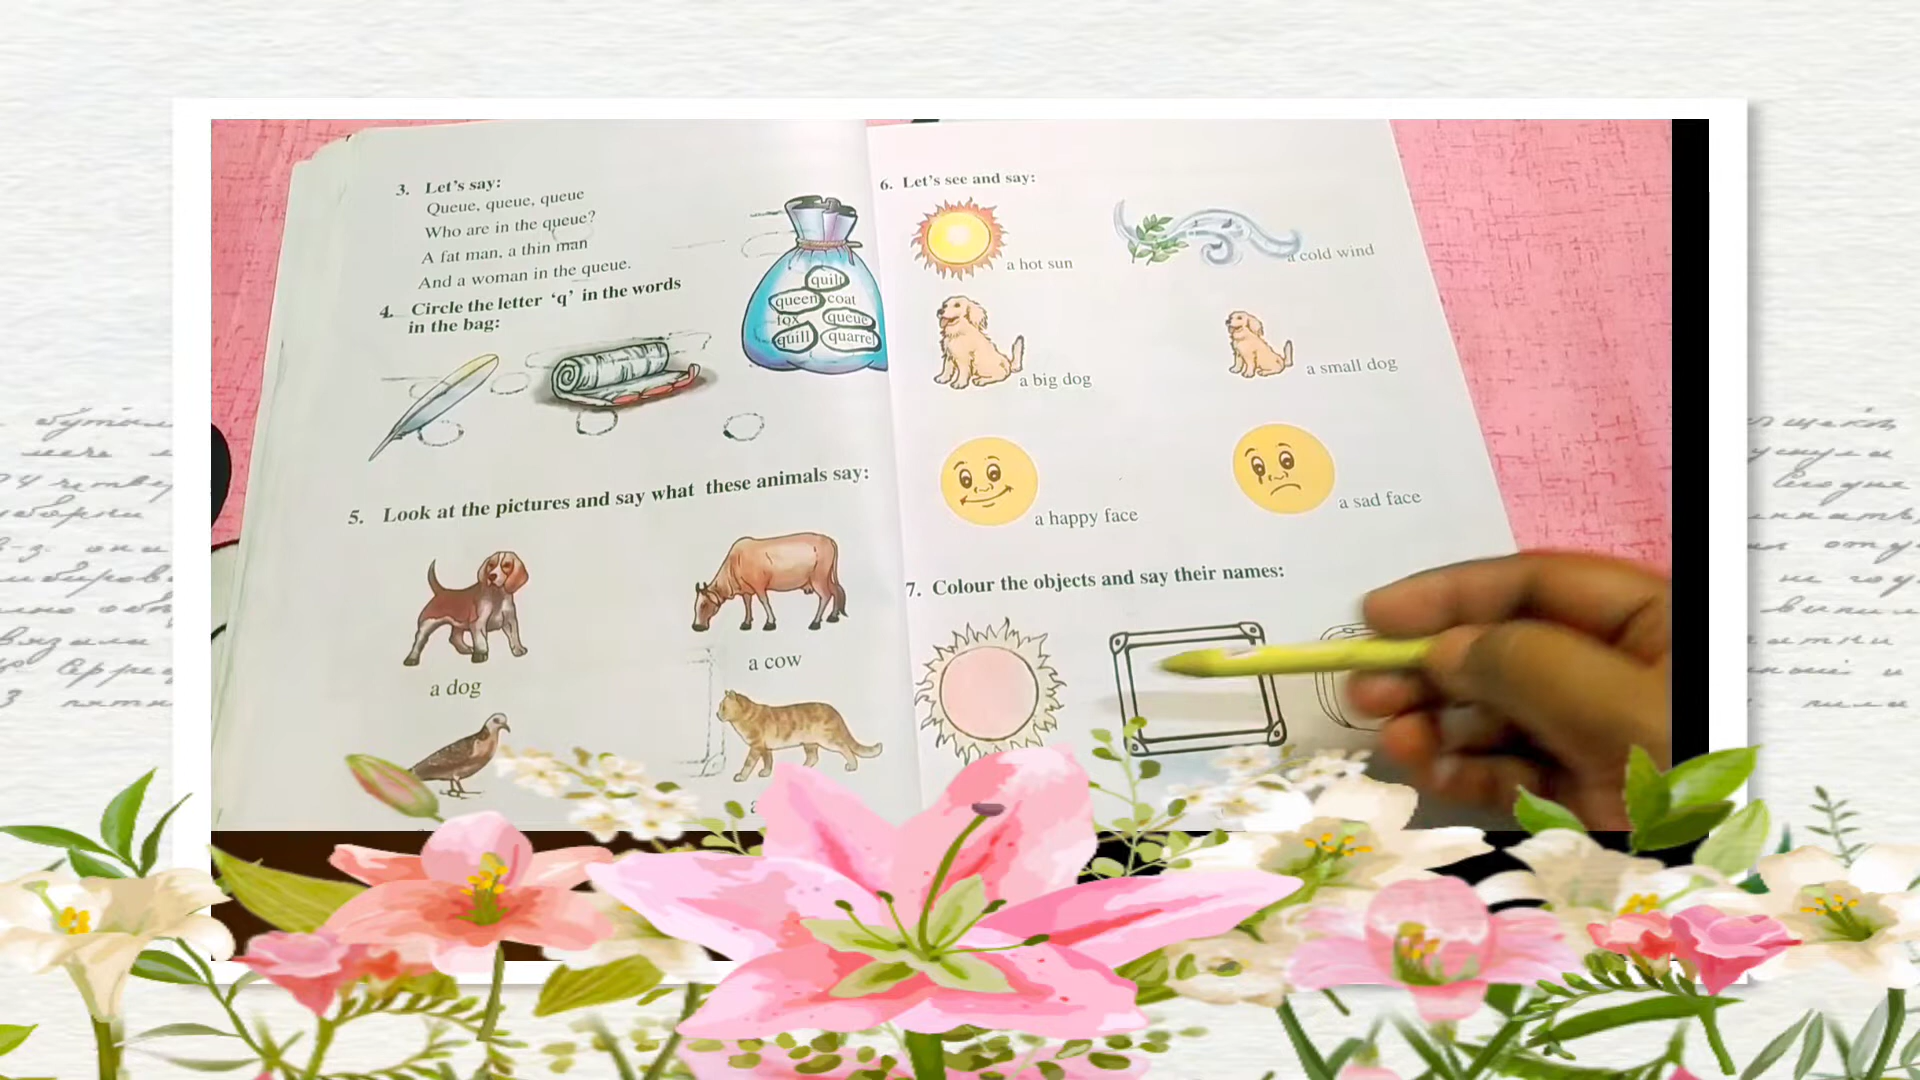 3. Let's say:
Queue, queue, queue
Who are in the queue?
A fat man, a thin man
And a woman in the queue.
4. Circle the letter 'q' in the words
in the bag:
quilt
queen coat
fox queue
quill quarrel
5. Look at the pictures and say what these animals say:
a dog
a cow
6. Let's see and say:
a hot sun
a cold wind
a big dog
a small dog
a happy face
a sad face
7. Colour the objects and say their names: